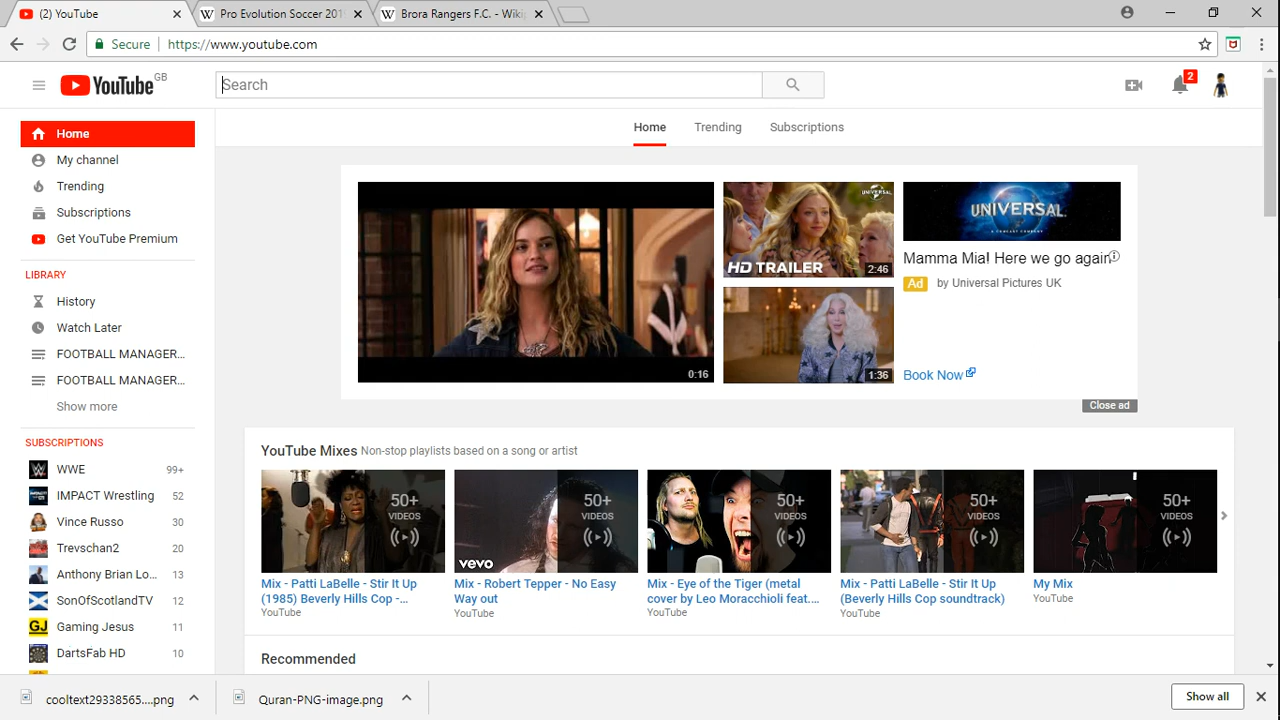 (2) YouTube
Pro Evolution Soccer 201
Brora Rangers F.C. - Wiki
Secure
https://www.youtube.com
YouTube GB
Search
2
Home
My channel
Trending
Subscriptions
Get YouTube Premium
LIBRARY
History
Watch Later
FOOTBALL MANAGER...
FOOTBALL MANAGER...
Show more
SUBSCRIPTIONS
WWE 99+
IMPACT Wrestling 52
Vince Russo 30
Trevschan2 20
Anthony Brian Lo... 13
SonOfScotlandTV 12
GJ Gaming Jesus 11
DartsFab HD 10
Home Trending Subscriptions
0:16
UNIVERSAL
HD TRAILER
2:46
1:36
UNIVERSAL
A COMCAST COMPANY
Mamma Mia! Here we go again
Ad by Universal Pictures UK
Book Now
Close ad
YouTube Mixes Non-stop playlists based on a song or artist
50+
VIDEOS
Mix - Patti LaBelle - Stir It Up
(1985) Beverly Hills Cop -...
YouTube
vevo
50+
VIDEOS
Mix - Robert Tepper - No Easy
Way out
YouTube
50+
VIDEOS
Mix - Eye of the Tiger (metal
cover by Leo Moracchioli feat....
YouTube
50+
VIDEOS
Mix - Patti LaBelle - Stir It Up
(Beverly Hills Cop soundtrack)
YouTube
50+
VIDEOS
My Mix
YouTube
Recommended
cooltext29338565....png
Quran-PNG-image.png
Show all